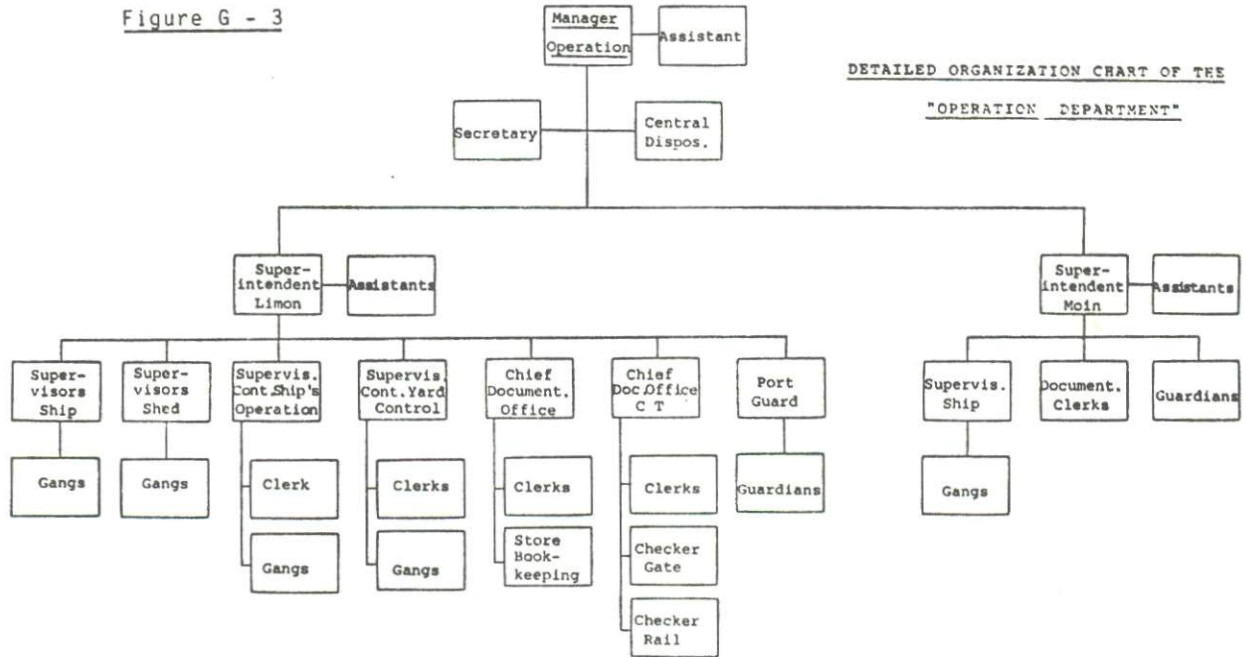 Figure G - 3
Manager
Operation
Assistant
DETAILED ORGANIZATION CHART OF THE
"OPERATION DEPARTMENT"
Secretary
Central
Dispos.
Super-
intendent
Limon
Assistants
Super-
intendent
Moin
Assistants
Super-
visors
Ship
Super-
visors
Shed
Supervis.
Cont.Ship's
Operation
Supervis.
Cont.Yard
Control
Chief
Document.
Office
Chief
Doc.Office
C T
Port
Guard
Supervis.
Ship
Document.
Clerks
Guardians
Gangs
Gangs
Clerk
Clerks
Clerks
Clerks
Guardians
Gangs
Gangs
Gangs
Store
Book-
keeping
Checker
Gate
Checker
Rail